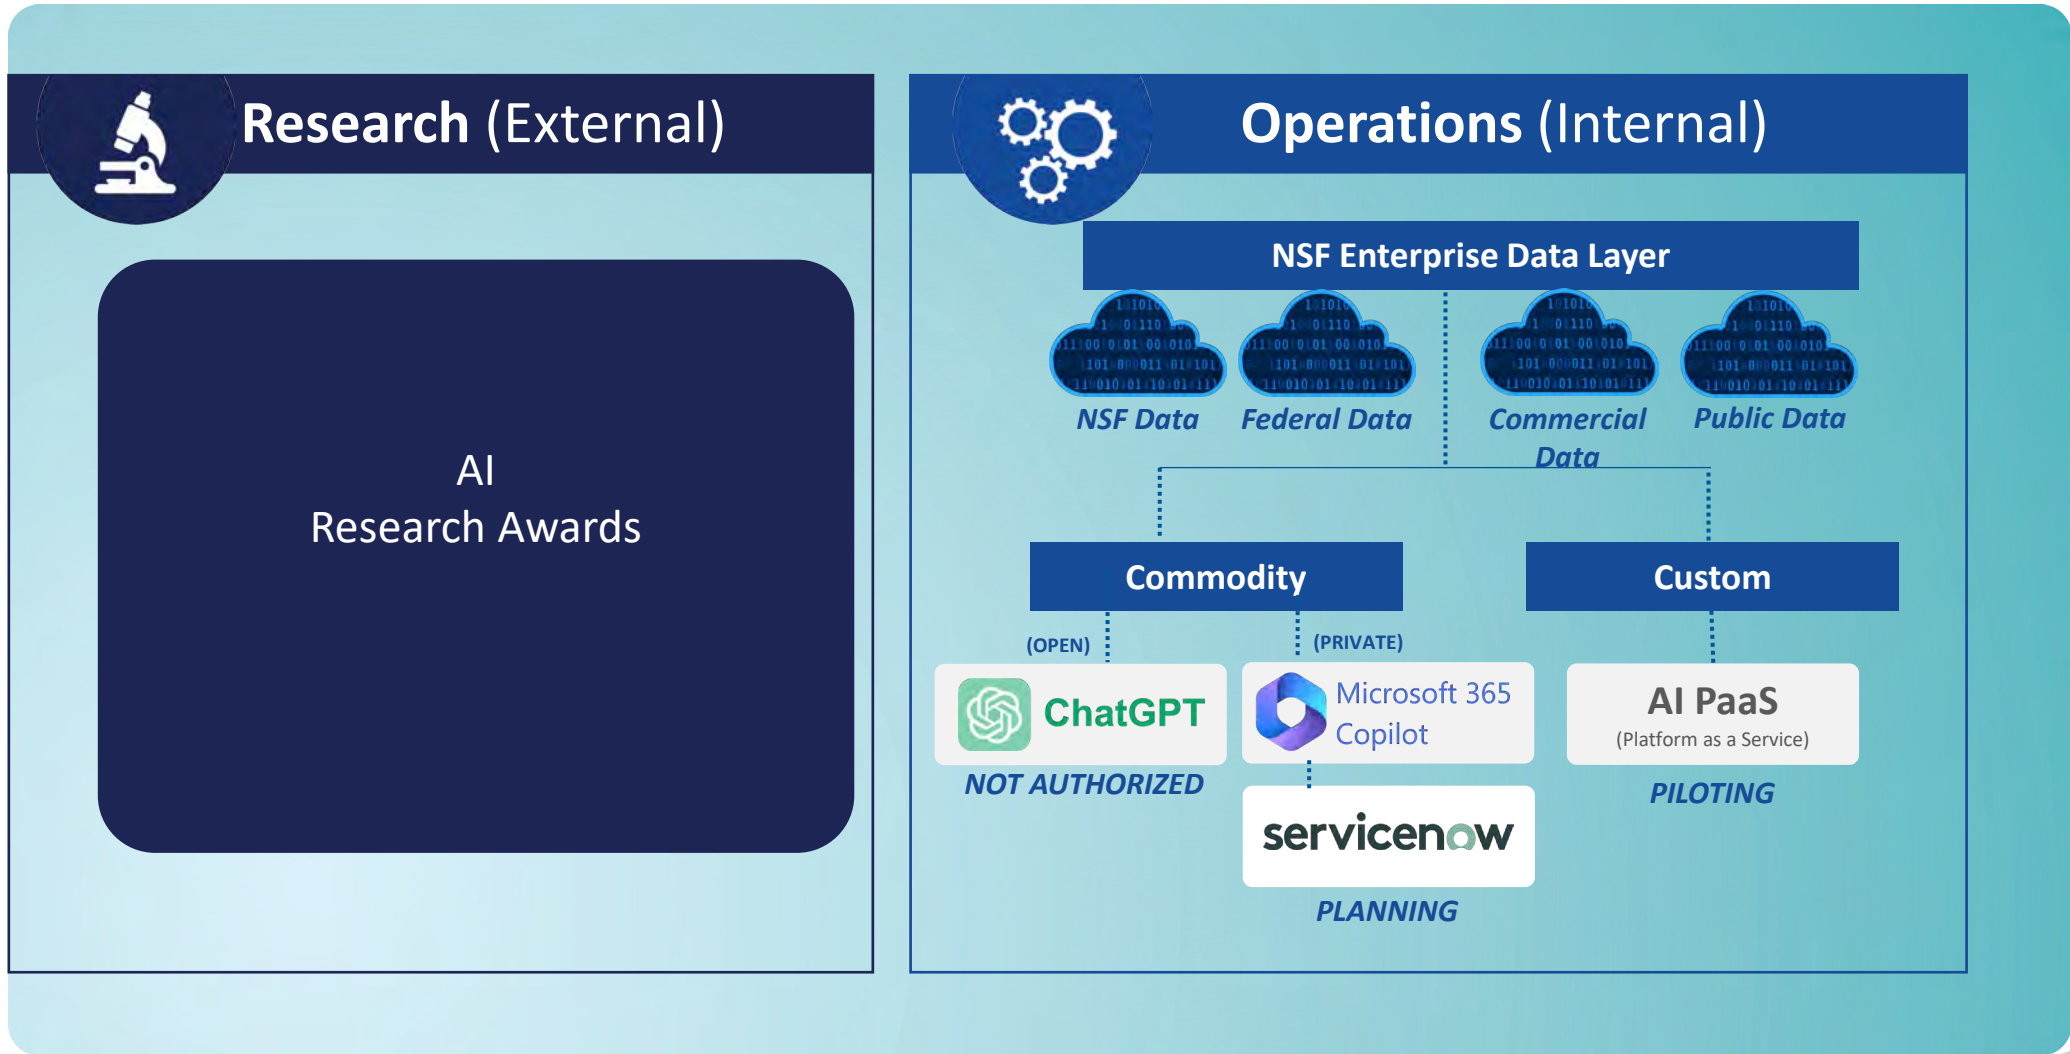 Research (External)
AI
Research Awards
Operations (Internal)
NSF Enterprise Data Layer
NSF Data
Federal Data
Commercial
Data
Public Data
Commodity
Custom
(OPEN)
(PRIVATE)
ChatGPT
NOT AUTHORIZED
Microsoft 365
Copilot
servicenow
PLANNING
AI PaaS
(Platform as a Service)
PILOTING